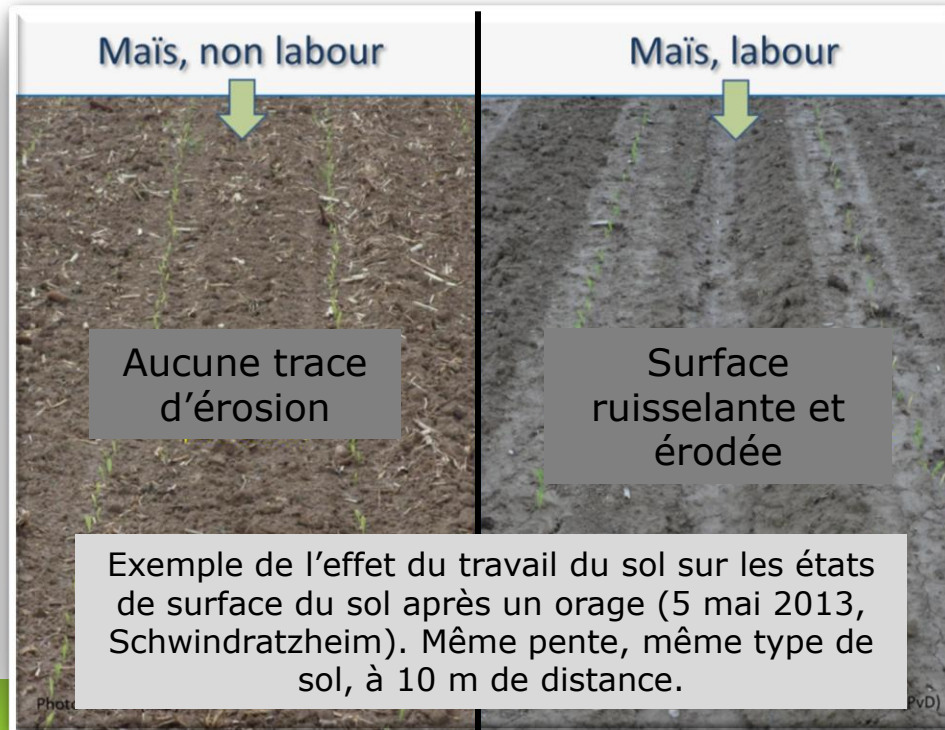 Maïs, non labour
Maïs, labour
Aucune trace
d’érosion
Surface
ruisselante et
érodée
Exemple de l’effet du travail du sol sur les états
de surface du sol après un orage (5 mai 2013,
Schwindratzheim). Même pente, même type de
sol, à 10 m de distance.
PvD)